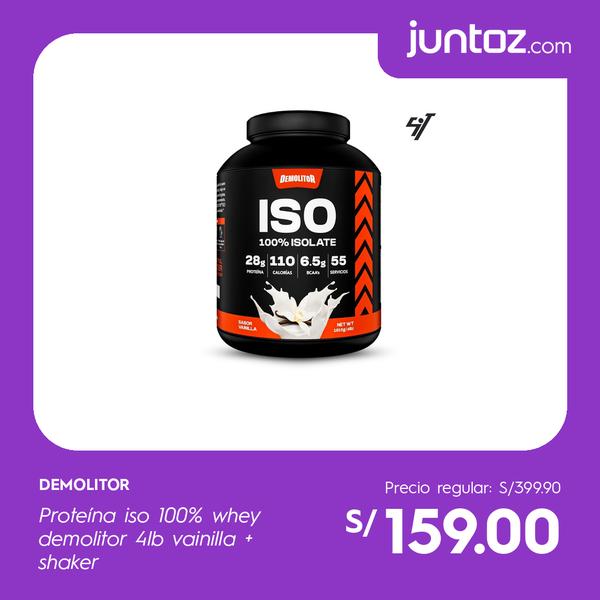 juntoz.com
DEMOLITOR
ISO
100% ISOLATE
28g 110 6.5g 55
PROTEÍNA CALORÍAS BCAA's SERVICIOS
SABOR
VAINILLA
NET WT
DEMOLITOR
Proteína iso 100% whey
demolitor 4lb vainilla +
shaker
Precio regular: S/399.90
S/159.00